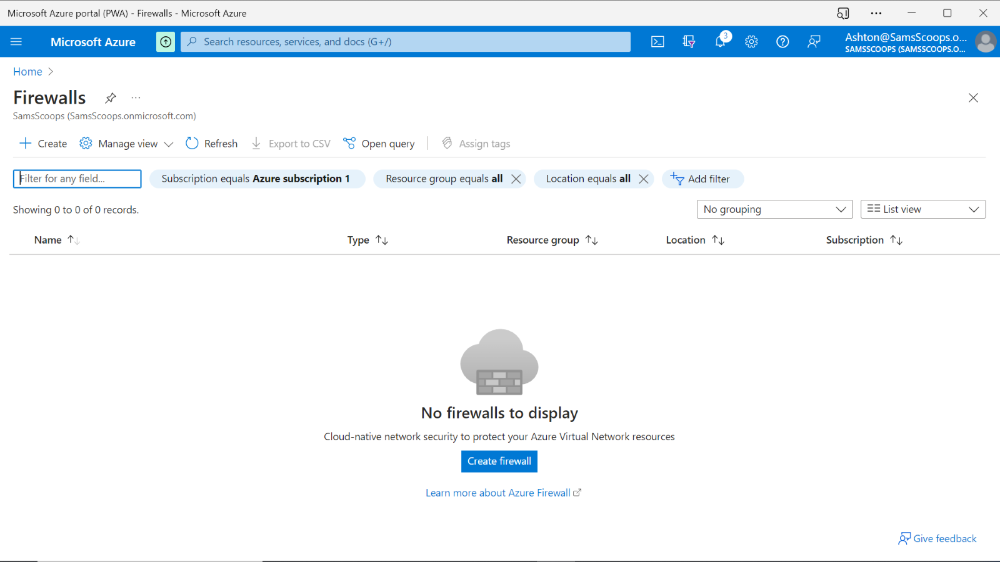 Microsoft Azure portal (PWA) - Firewalls - Microsoft Azure
Microsoft Azure
Search resources, services, and docs (G+/)
3
Ashton@SamsScoops.o...
SAMSSCOOPS (SAMSSCOOPS.O...
Home
Firewalls
SamsScoops (SamsScoops.onmicrosoft.com)
Create
Manage view
Refresh
Export to CSV
Open query
Assign tags
Filter for any field...
Subscription equals Azure subscription 1
Resource group equals all
Location equals all
Add filter
Showing 0 to 0 of 0 records.
No grouping
List view
Name
Type
Resource group
Location
Subscription
No firewalls to display
Cloud-native network security to protect your Azure Virtual Network resources
Create firewall
Learn more about Azure Firewall
Give feedback